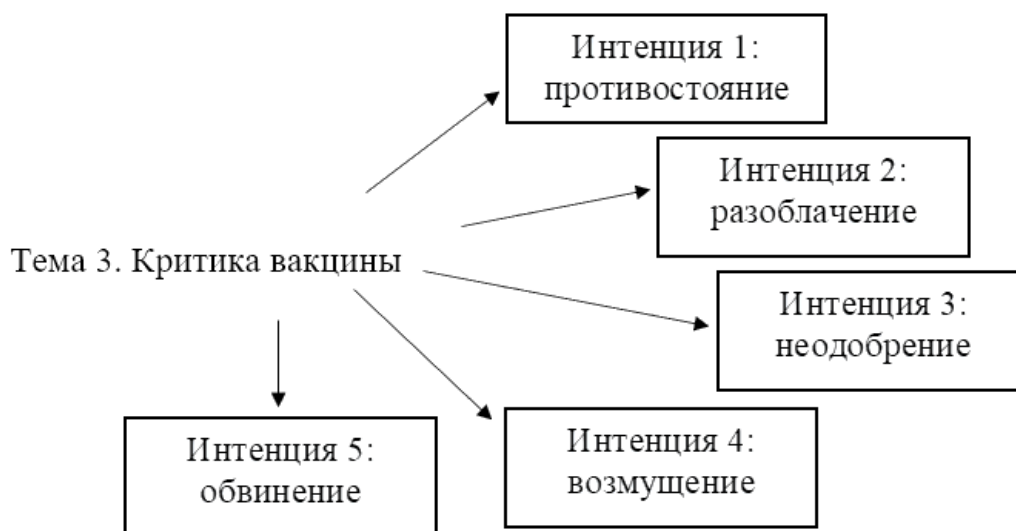 Интенция 1:
противостояние
Интенция 2:
разоблачение
Тема 3. Критика вакцины
Интенция 3:
неодобрение
Интенция 4:
возмущение
Интенция 5:
обвинение